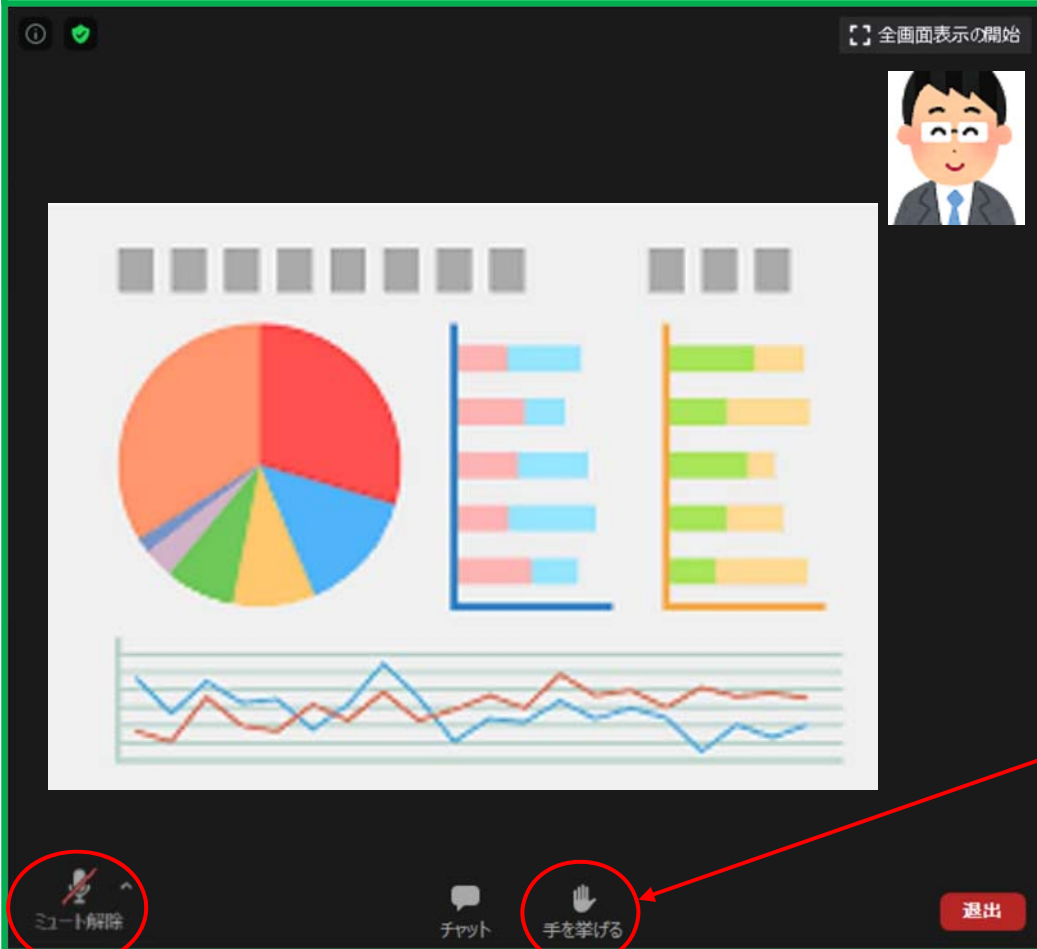 全画面表示の開始
ミュート解除
チャット
手を挙げる
退出